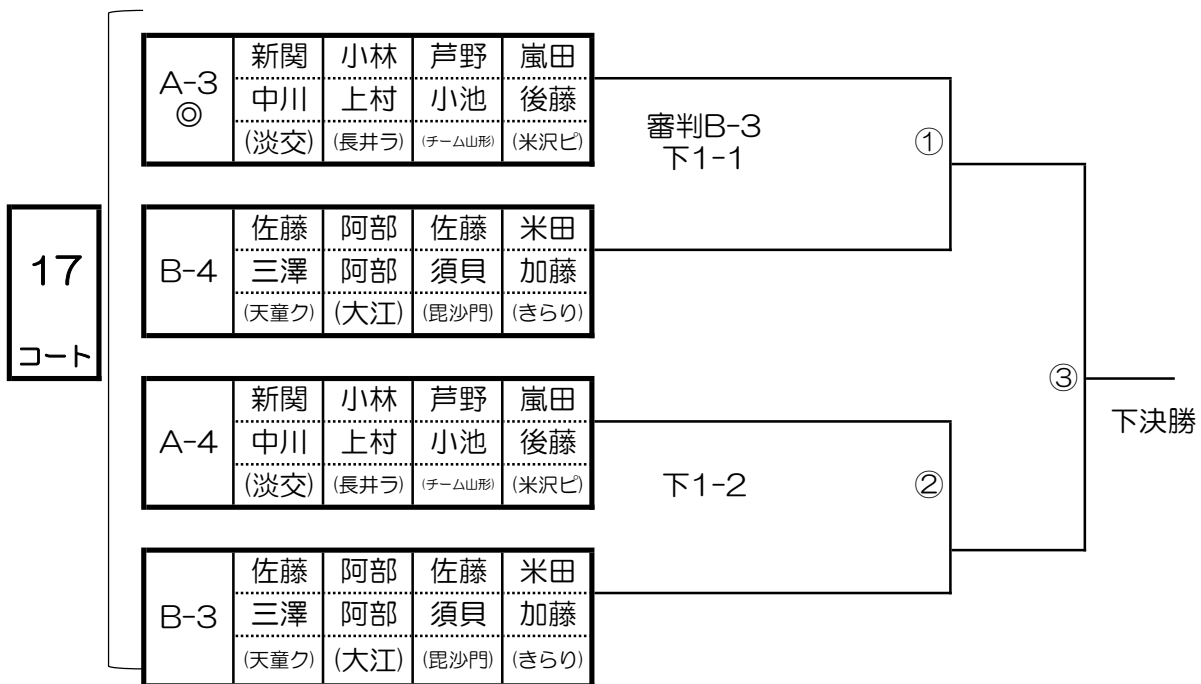 17
コート
A-3
◎
新関 小林 芦野 嵐田
中川 上村 小池 後藤
(淡交) (長井ラ) (チーム山形) (米沢ピ)
審判B-3
下1-1
①
B-4
佐藤 阿部 佐藤 米田
三澤 阿部 須貝 加藤
(天童ク) (大江) (毘沙門) (きらり)
③
下決勝
A-4
新関 小林 芦野 嵐田
中川 上村 小池 後藤
(淡交) (長井ラ) (チーム山形) (米沢ピ)
下1-2
②
B-3
佐藤 阿部 佐藤 米田
三澤 阿部 須貝 加藤
(天童ク) (大江) (毘沙門) (きらり)